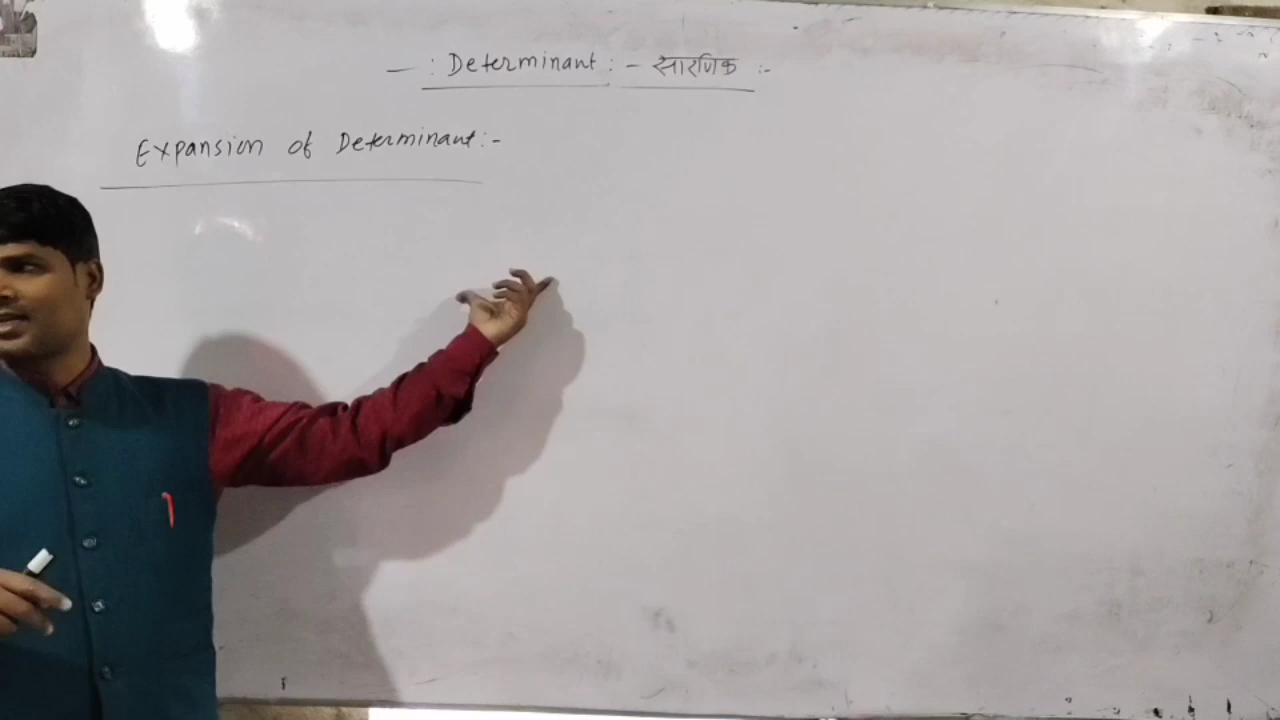 — : Determinant : - सारणिक :-
Expansion of Determinant:-